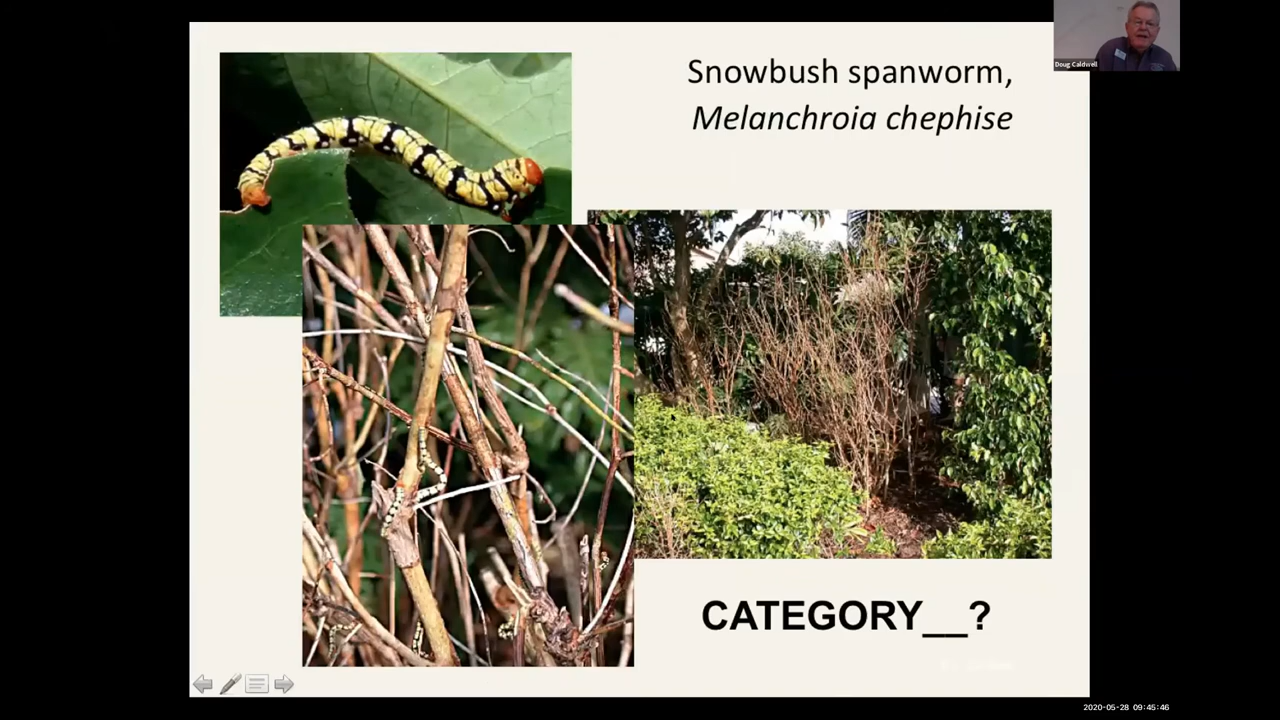 Snowbush spanworm,
Melanchroia chephise
Doug Caldwell
CATEGORY__?
2020-05-28 09:45:46